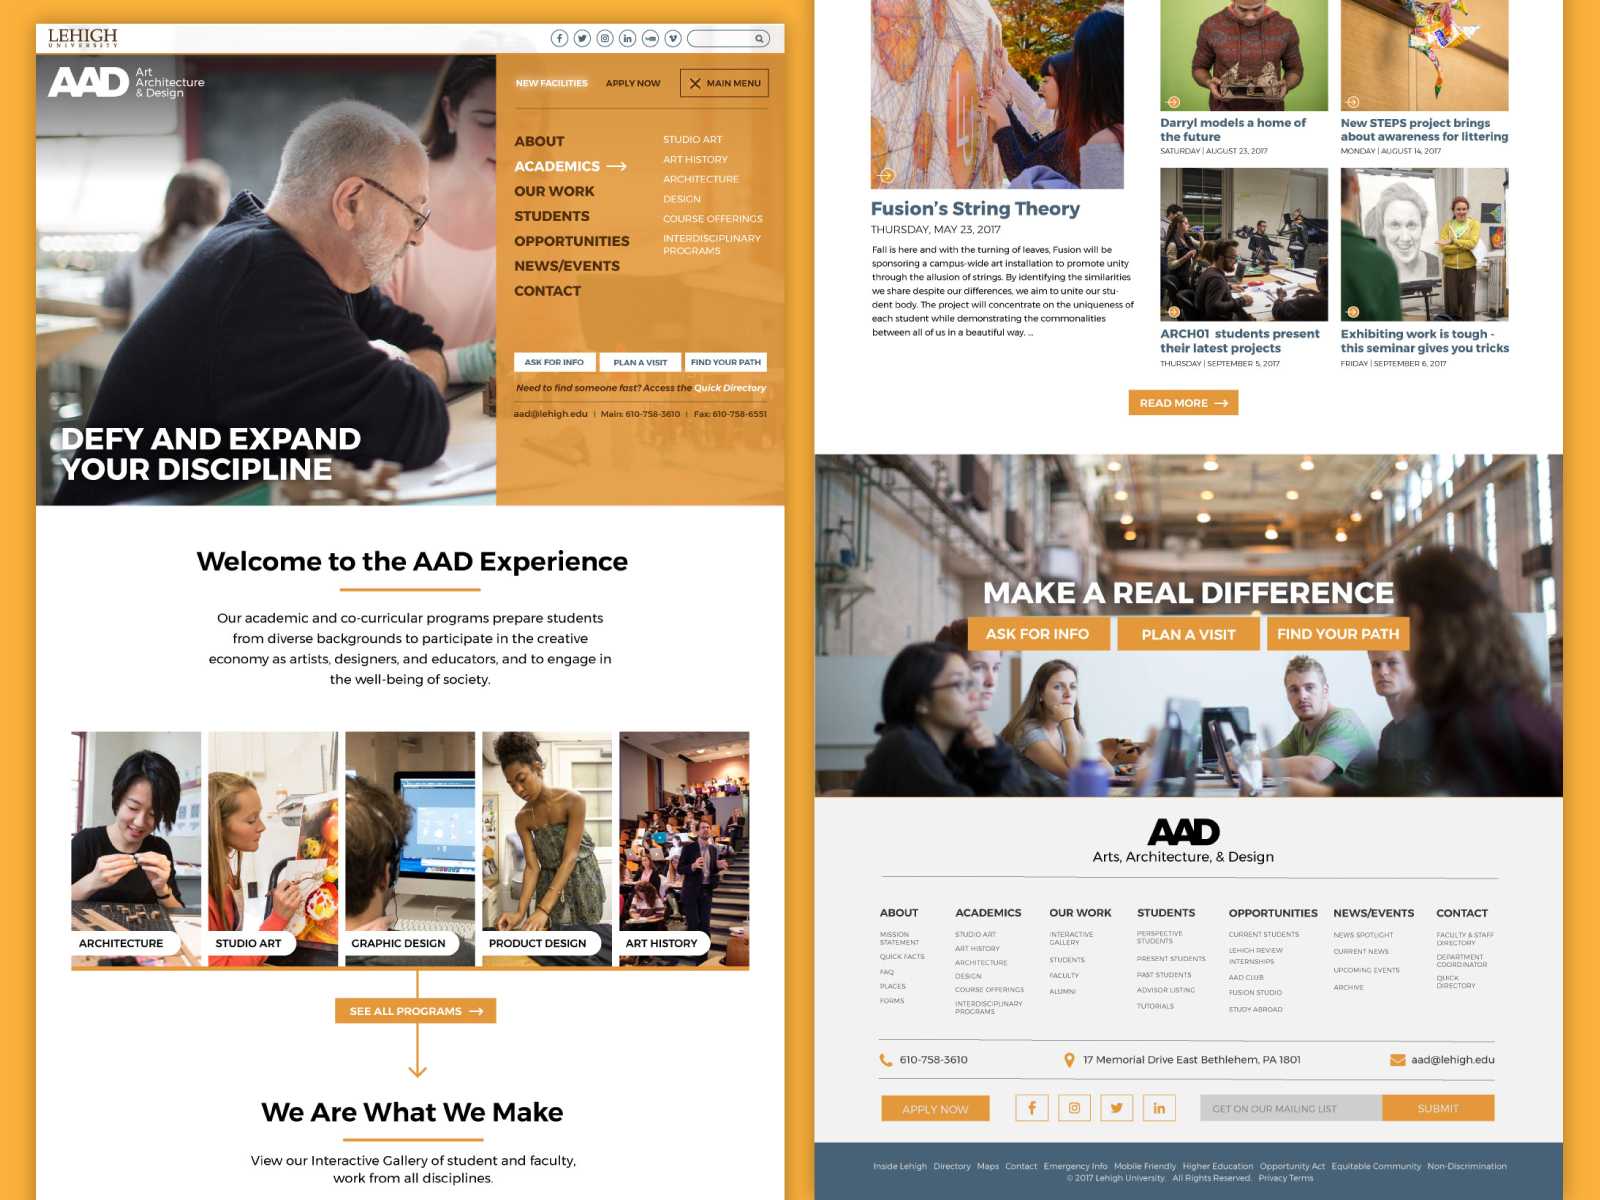 LEHIGH
UNIVERSITY
AAD
Art
Architecture
& Design
NEW FACILITIES
APPLY NOW
MAIN MENU
ABOUT
ACADEMICS
OUR WORK
STUDENTS
OPPORTUNITIES
NEWS/EVENTS
CONTACT
STUDIO ART
ART HISTORY
ARCHITECTURE
DESIGN
COURSE OFFERINGS
INTERDISCIPLINARY
PROGRAMS
ASK FOR INFO
PLAN A VISIT
FIND YOUR PATH
Need to find someone fast? Access the Quick Directory
aad@lehigh.edu | Main: 610-758-3610 | Fax: 610-758-6551
DEFY AND EXPAND
YOUR DISCIPLINE
Welcome to the AAD Experience
Our academic and co-curricular programs prepare students
from diverse backgrounds to participate in the creative
economy as artists, designers, and educators, and to engage in
the well-being of society.
ARCHITECTURE
STUDIO ART
GRAPHIC DESIGN
PRODUCT DESIGN
ART HISTORY
SEE ALL PROGRAMS
We Are What We Make
View our Interactive Gallery of student and faculty,
work from all disciplines.
Fusion's String Theory
THURSDAY, MAY 23, 2017
Fall is here and with the turning of leaves, Fusion will be
sponsoring a campus-wide art installation to promote unity
through the allusion of strings. By identifying the similarities
we share despite our differences, we aim to unite our stu-
dent body. The project will concentrate on the uniqueness of
each student while demonstrating the commonalities
between all of us in a beautiful way. ...
Darryl models a home of
the future
SATURDAY | AUGUST 23, 2017
New STEPS project brings
about awareness for littering
MONDAY | AUGUST 14, 2017
ARCH01 students present
their latest projects
THURSDAY | SEPTEMBER 5, 2017
Exhibiting work is tough -
this seminar gives you tricks
FRIDAY | SEPTEMBER 6, 2017
READ MORE
MAKE A REAL DIFFERENCE
ASK FOR INFO
PLAN A VISIT
FIND YOUR PATH
AAD
Arts, Architecture, & Design
ABOUT
MISSION
STATEMENT
QUICK FACTS
FAQ
PLACES
FORMS
ACADEMICS
STUDIO ART
ART HISTORY
ARCHITECTURE
DESIGN
COURSE OFFERINGS
INTERDISCIPLINARY
PROGRAMS
OUR WORK
INTERACTIVE
GALLERY
STUDENTS
FACULTY
ALUMNI
STUDENTS
PERSPECTIVE
STUDENTS
PRESENT STUDENTS
PAST STUDENTS
ADVISOR LISTING
TUTORIALS
OPPORTUNITIES
CURRENT STUDENTS
LEHIGH REVIEW
INTERNSHIPS
AAD CLUB
FUSION STUDIO
STUDY ABROAD
NEWS/EVENTS
NEWS SPOTLIGHT
CURRENT NEWS
UPCOMING EVENTS
ARCHIVE
CONTACT
FACULTY & STAFF
DIRECTORY
DEPARTMENT
COORDINATOR
QUICK
DIRECTORY
610-758-3610
17 Memorial Drive East Bethlehem, PA 1801
aad@lehigh.edu
APPLY NOW
GET ON OUR MAILING LIST
SUBMIT
Inside Lehigh Directory Maps Contact Emergency Info Mobile Friendly Higher Education Opportunity Act Equitable Community Non-Discrimination
© 2017 Lehigh University. All Rights Reserved. Privacy Terms